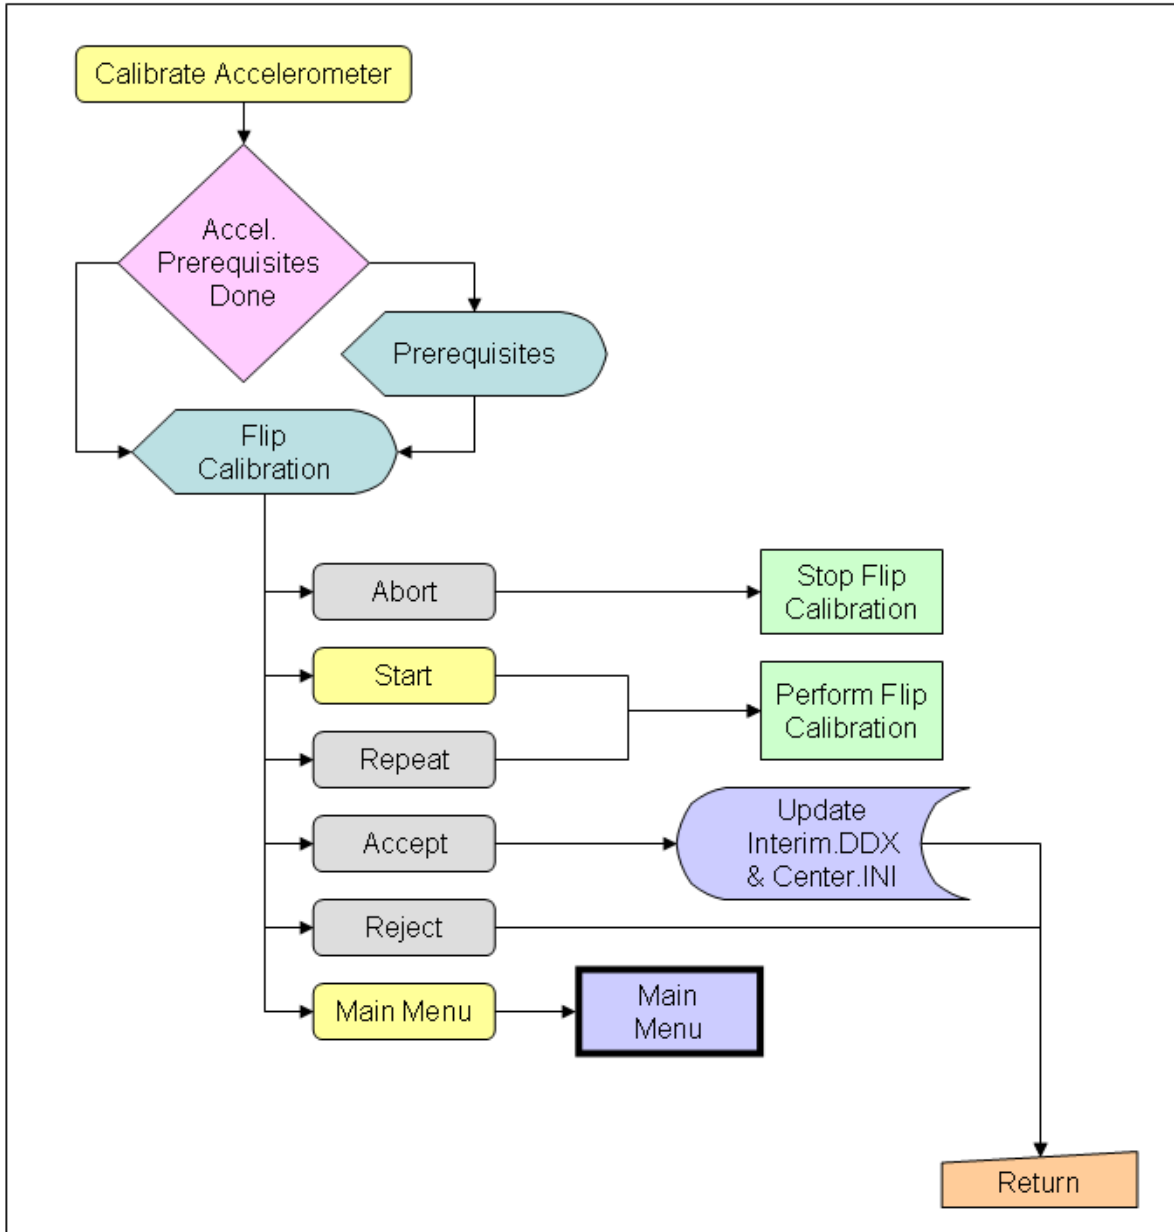 Calibrate Accelerometer
Accel.
Prerequisites
Done
Prerequisites
Flip
Calibration
Abort
Stop Flip
Calibration
Start
Perform Flip
Calibration
Repeat
Accept
Update
Interim.DDX
& Center.INI
Reject
Main Menu
Main
Menu
Return